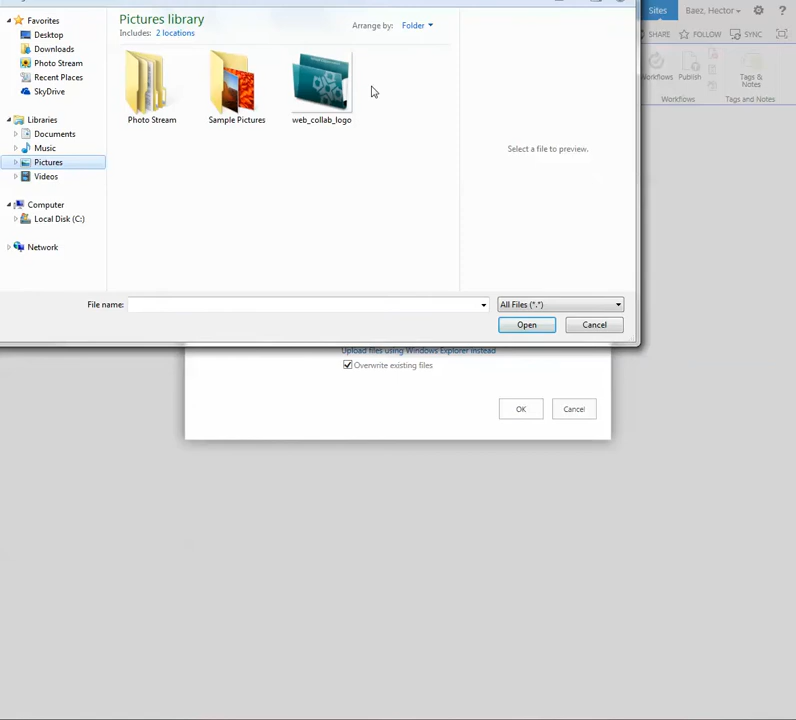 Favorites
Desktop
Downloads
Photo Stream
Recent Places
SkyDrive
Libraries
Documents
Music
Pictures
Videos
Computer
Local Disk (C:)
Network
Pictures library
Includes: 2 locations
Arrange by: Folder
Photo Stream
Sample Pictures
web_collab_logo
Select a file to preview.
File name:
All Files (*.*)
Open
Cancel
Upload files using Windows Explorer instead
Overwrite existing files
OK
Cancel
Sites
Baez, Hector
?
SHARE
FOLLOW
SYNC
Workflows
Publish
Tags &
Notes
Workflows
Tags and Notes